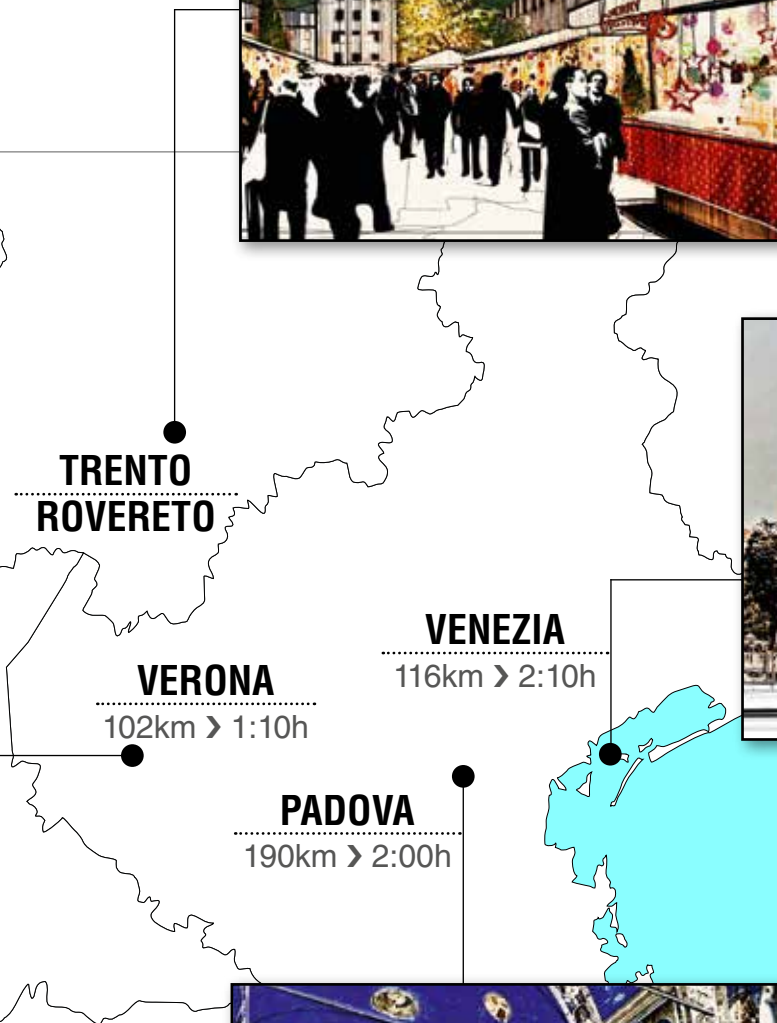 TRENTO
ROVERETO
VENEZIA
116km ❯ 2:10h
VERONA
102km ❯ 1:10h
PADOVA
190km ❯ 2:00h